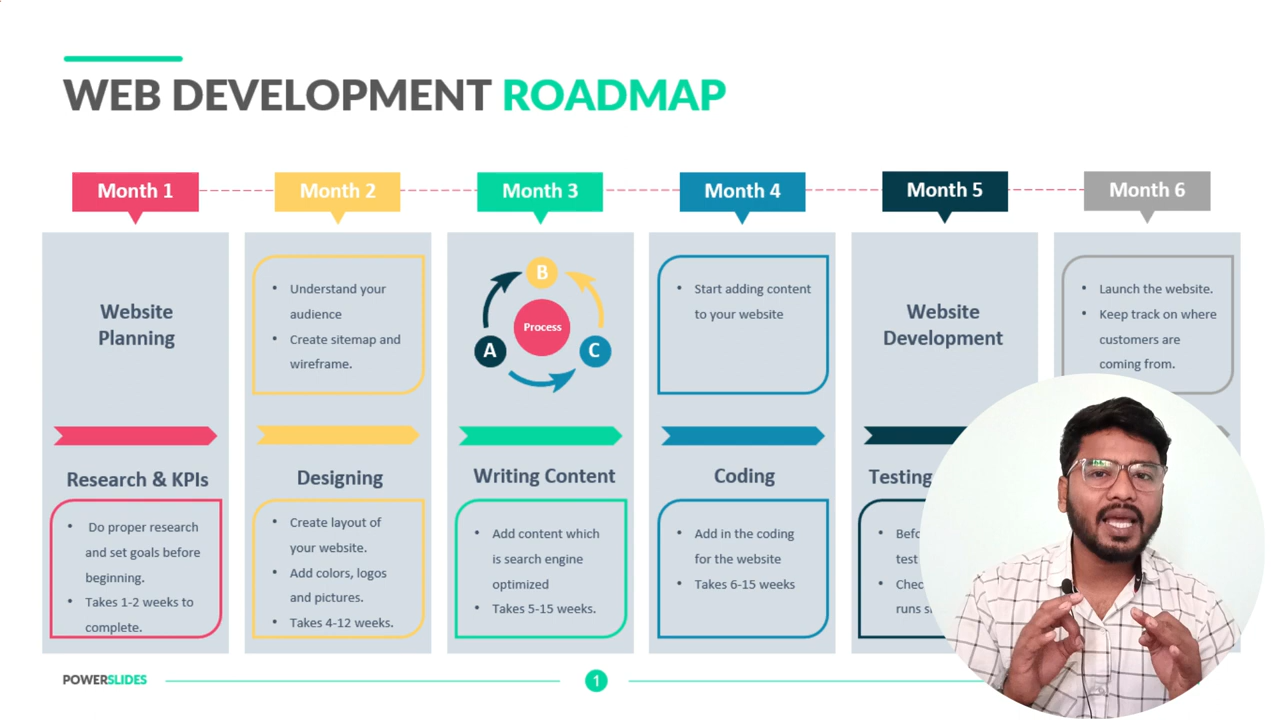 WEB DEVELOPMENT ROADMAP
Month 1
Month 2
Month 3
Month 4
Month 5
Month 6
Website
Planning
Research & KPIs
Do proper research
and set goals before
beginning.
Takes 1-2 weeks to
complete.
Understand your
audience
Create sitemap and
wireframe.
Designing
Create layout of
your website.
Add colors, logos
and pictures.
Takes 4-12 weeks.
B
Process
A
C
Writing Content
Add content which
is search engine
optimized
Takes 5-15 weeks.
Start adding content
to your website
Coding
Add in the coding
for the website
Takes 6-15 weeks
Website
Development
Testing
test
runs
Launch the website.
Keep track on where
customers are
coming from.
POWERSLIDES
1